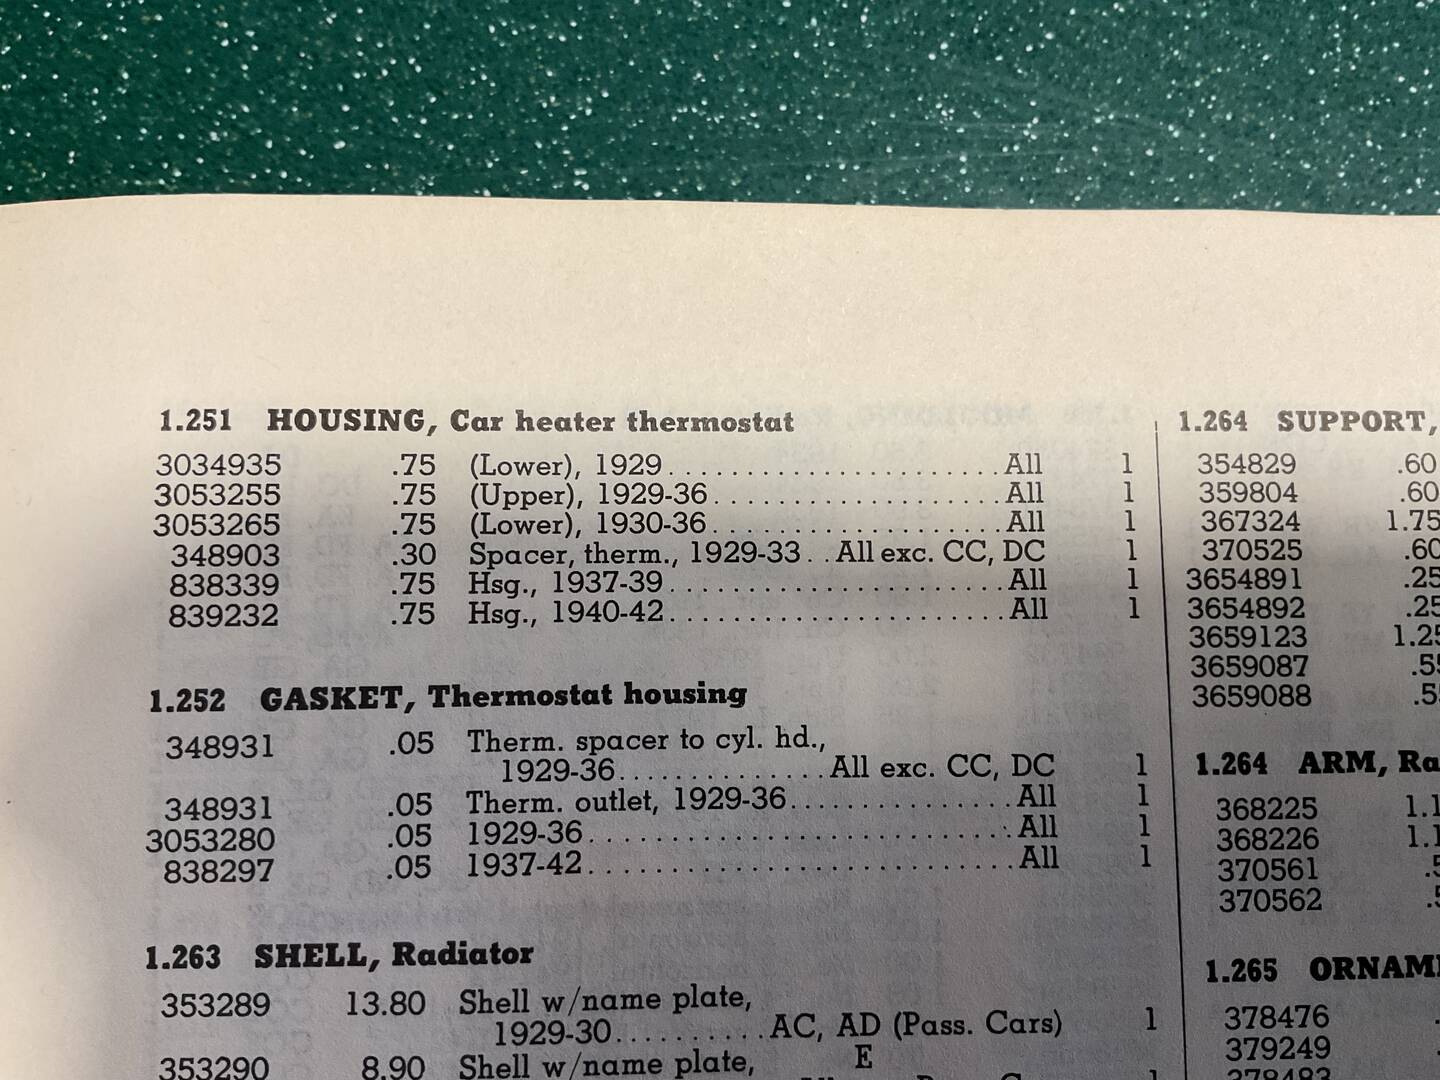 1.251 HOUSING, Car heater thermostat
3034935 .75 (Lower), 1929......................All 1
3053255 .75 (Upper), 1929-36...................All 1
3053265 .75 (Lower), 1930-36...................All 1
348903 .30 Spacer, therm., 1929-33..All exc. CC, DC 1
838339 .75 Hsg., 1937-39......................All 1
839232 .75 Hsg., 1940-42......................All 1
1.252 GASKET, Thermostat housing
348931 .05 Therm. spacer to cyl. hd.,
1929-36..............All exc. CC, DC 1
348931 .05 Therm. outlet, 1929-36...............All 1
3053280 .05 1929-36............................All 1
838297 .05 1937-42............................All 1
1.263 SHELL, Radiator
353289 13.80 Shell w/name plate,
1929-30..........AC, AD (Pass. Cars) 1
353290 8.90 Shell w/name plate,
E
1.264 SUPPORT,
354829 .60
359804 .60
367324 1.75
370525 .60
3654891 .25
3654892 .25
3659123 1.25
3659087
3659088
1.264 ARM,
368225
368226
370561
370562
1.265
378476
379249